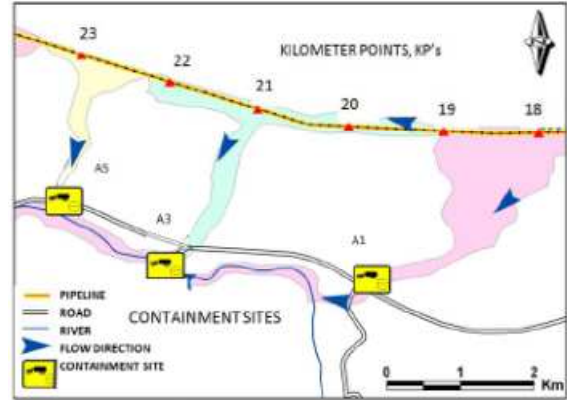 23
KILOMETER POINTS, KP's
22
21
20
19
18
A5
A3
A1
PIPELINE
ROAD
RIVER
FLOW DIRECTION
CONTAINMENT SITE
CONTAINMENT SITES
0 1 2
Km